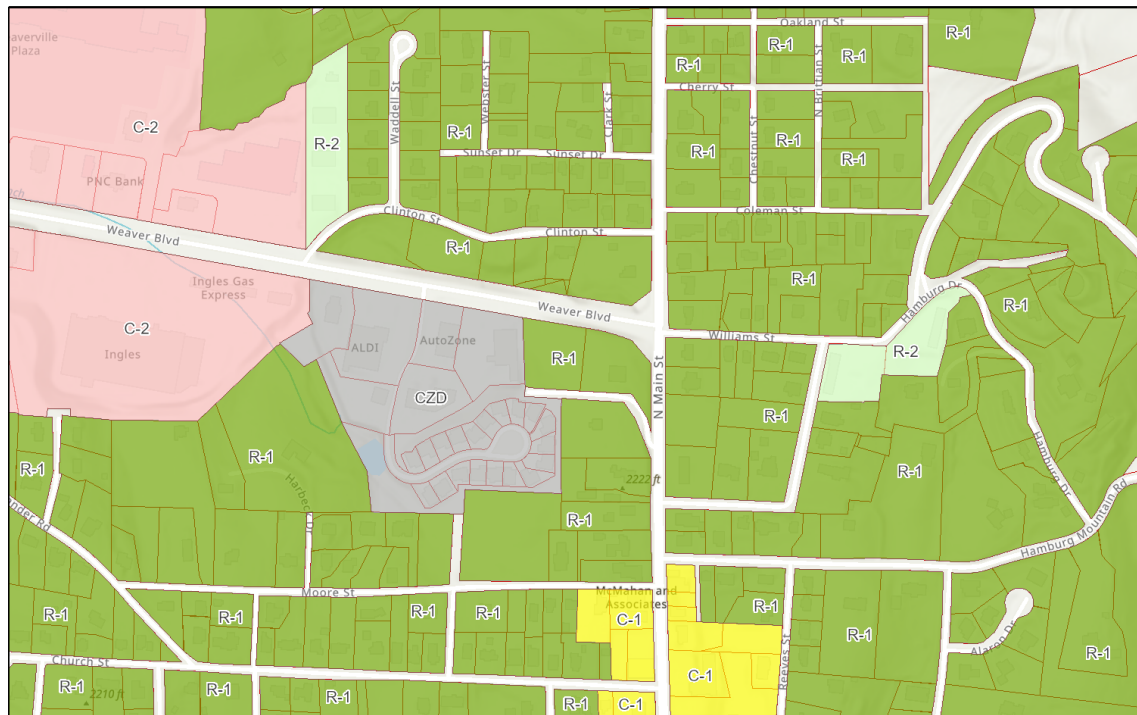 Oakland St
R-1
R-1
R-1
averville
Plaza
R-1
Cherry St
Webster St
Waddell St
Clark St
N Brittian St
Chestnut St
C-2
R-1
R-1
R-2
R-1
R-1
R-1
Sunset Dr
Sunset Dr
PNC Bank
Clinton St
Coleman St
Weaver Blvd
Clinton St
R-1
R-1
Ingles Gas
Express
Hamburg Dr
R-1
Weaver Blvd
C-2
Williams St
ALDI
AutoZone
Ingles
R-1
R-2
N Main St
CZD
R-1
R-1
R-1
R-1
Hamburg Dr
2222 ft
Harbeck Dr
Hamburg Mountain Rd
nder Rd
R-1
Moore St
McMahan and
Associates
R-1
R-1
R-1
R-1
R-1
C-1
R-1
Alaron Dr
Reeves St
Church St
R-1
C-1
R-1
R-1
R-1
2210 ft
R-1
C-1